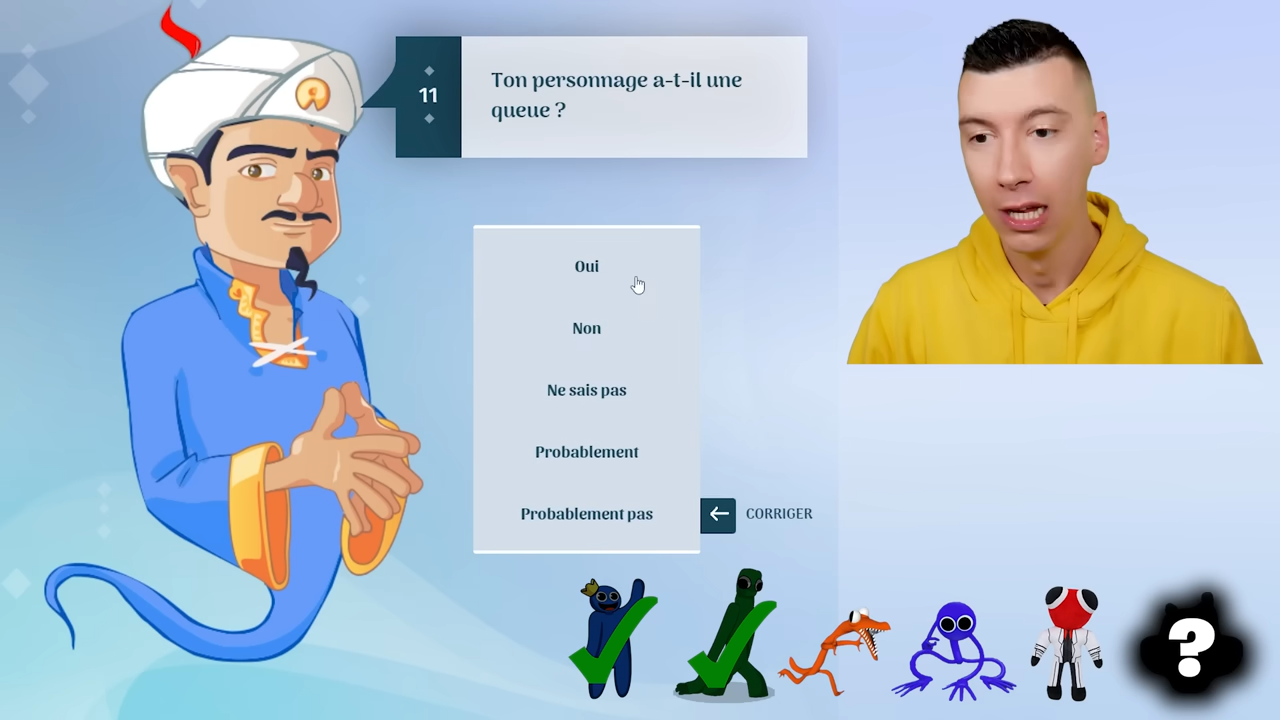 11
Ton personnage a-t-il une
queue ?
Oui
Non
Ne sais pas
Probablement
Probablement pas
CORRIGER
?